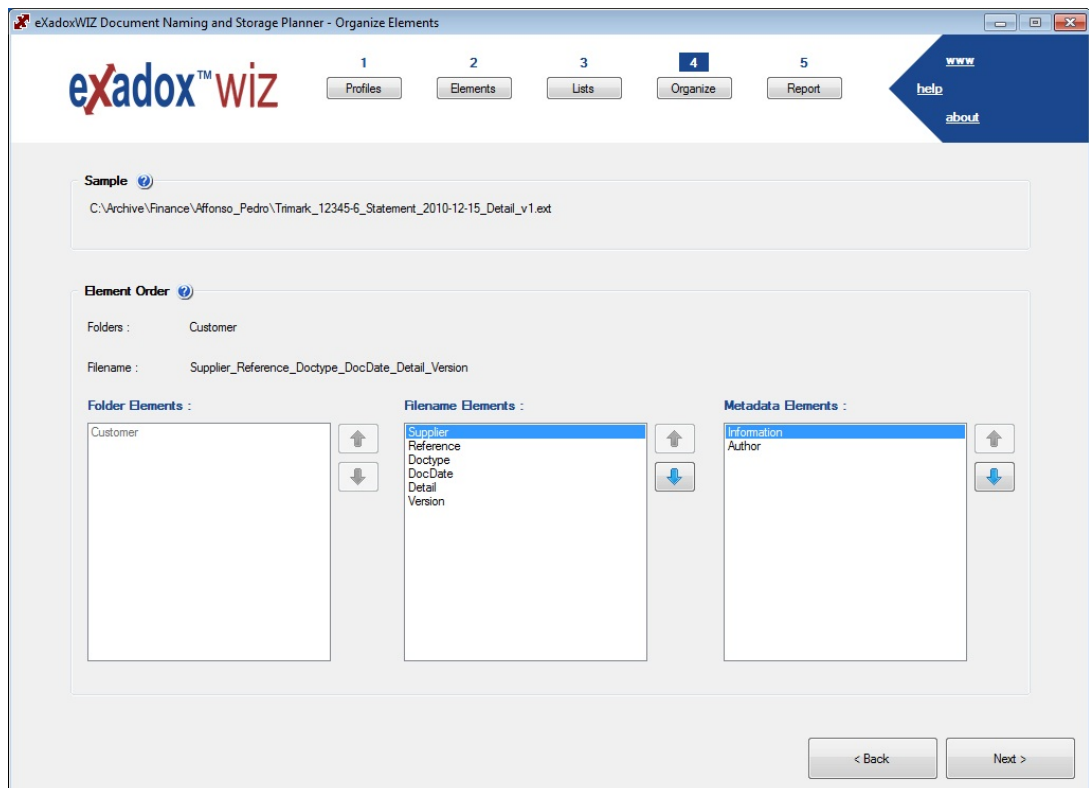 eXadoxWIZ Document Naming and Storage Planner - Organize Elements
eXadox™wiz
1 2 3 4 5
Profiles Elements Lists Organize Report
www
help
about
Sample
C:\Archive\Finance\Affonso_Pedro\Trimark_12345-6_Statement_2010-12-15_Detail_v1.ext
Element Order
Folders : Customer
Filename : Supplier_Reference_Doctype_DocDate_Detail_Version
Folder Elements : Filename Elements : Metadata Elements :
Customer Supplier Information
Reference Author
Doctype
DocDate
Detail
Version
< Back Next >